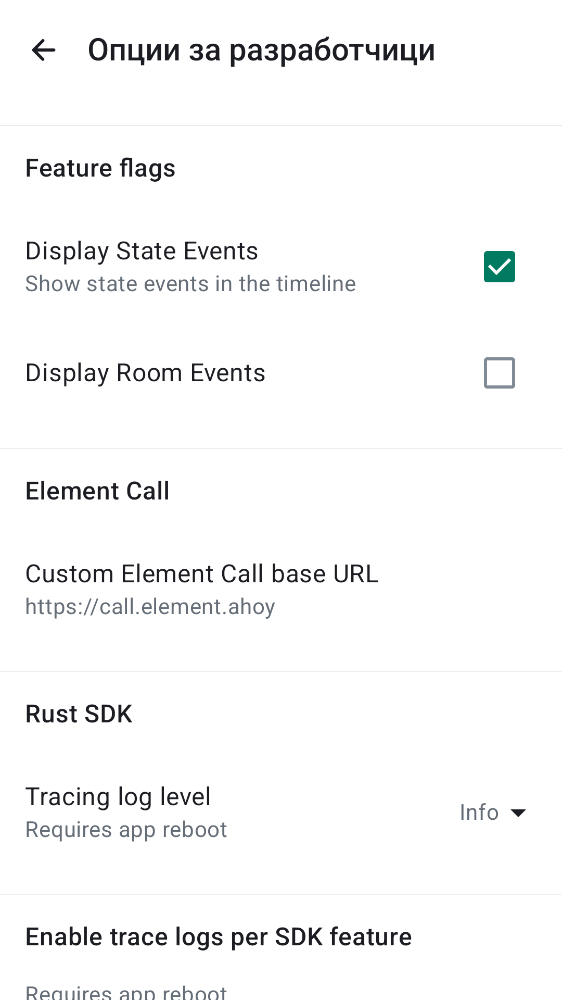 Опции за разработчици
Feature flags
Display State Events
Show state events in the timeline
Display Room Events
Element Call
Custom Element Call base URL
https://call.element.ahoy
Rust SDK
Tracing log level
Requires app reboot
Info
Enable trace logs per SDK feature
Requires app reboot